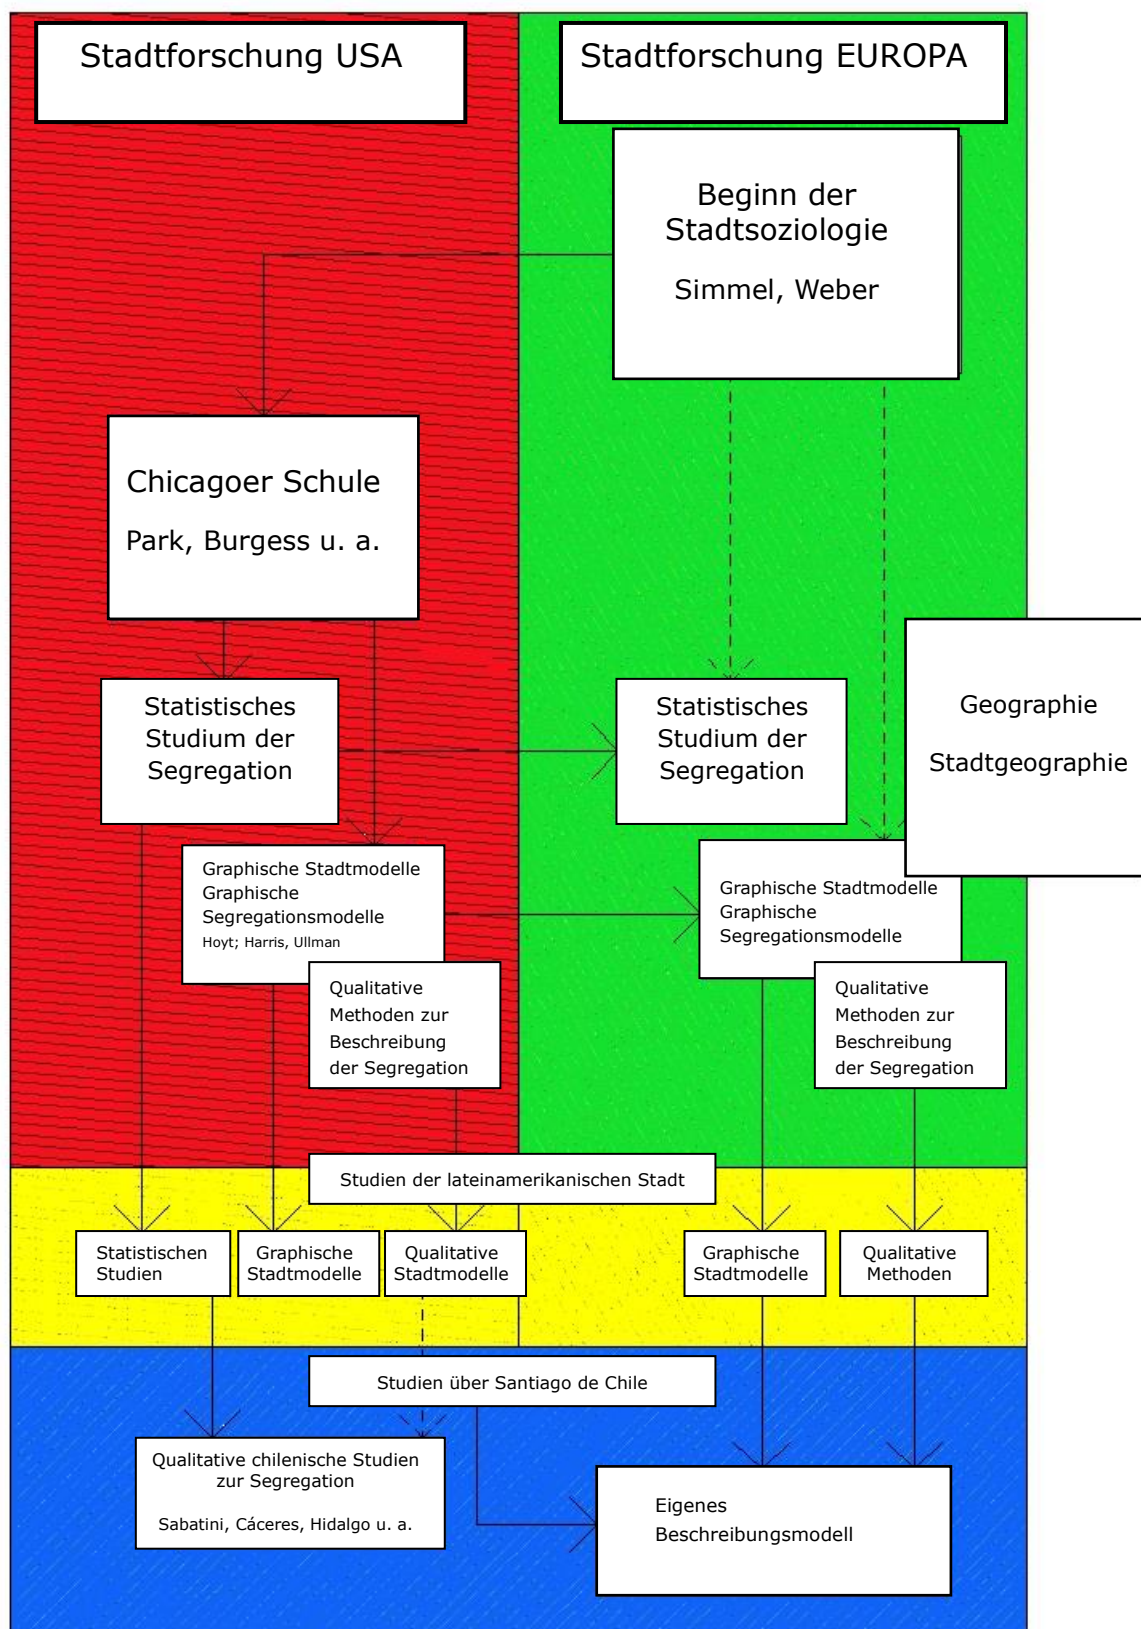 Stadtforschung USA
Stadtforschung EUROPA
Beginn der
Stadtsoziologie
Simmel, Weber
Chicagoer Schule
Park, Burgess u. a.
Statistisches
Studium der
Segregation
Statistisches
Studium der
Segregation
Geographie
Stadtgeographie
Graphische Stadtmodelle
Graphische
Segregationsmodelle
Hoyt; Harris, Ullman
Graphische Stadtmodelle
Graphische
Segregationsmodelle
Qualitative
Methoden zur
Beschreibung
der Segregation
Qualitative
Methoden zur
Beschreibung
der Segregation
Studien der lateinamerikanischen Stadt
Statistischen
Studien
Graphische
Stadtmodelle
Qualitative
Stadtmodelle
Graphische
Stadtmodelle
Qualitative
Methoden
Studien über Santiago de Chile
Qualitative chilenische Studien
zur Segregation
Sabatini, Cáceres, Hidalgo u. a.
Eigenes
Beschreibungsmodell